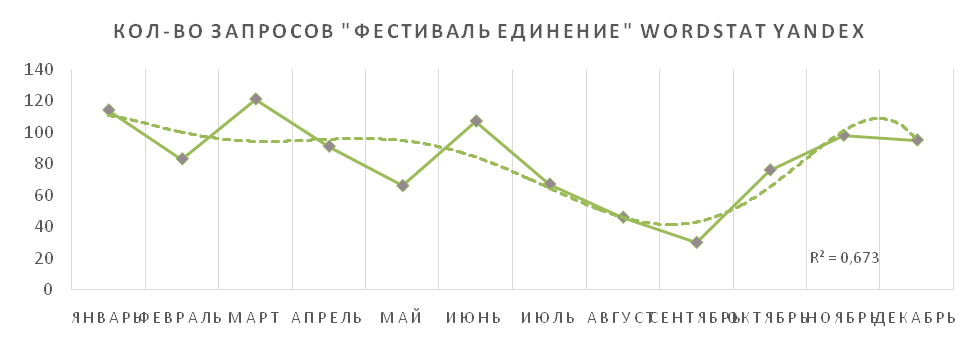 КОЛ-ВО ЗАПРОСОВ "ФЕСТИВАЛЬ ЕДИНЕНИЕ" WORDSTAT YANDEX
140
120
100
80
60
40
20
0
R² = 0,673
ЯНВАРЬ ФЕВРАЛЬ МАРТ АПРЕЛЬ МАЙ ИЮНЬ ИЮЛЬ АВГУСТ СЕНТЯБРЬ ОКТЯБРЬ НОЯБРЬ ДЕКАБРЬ